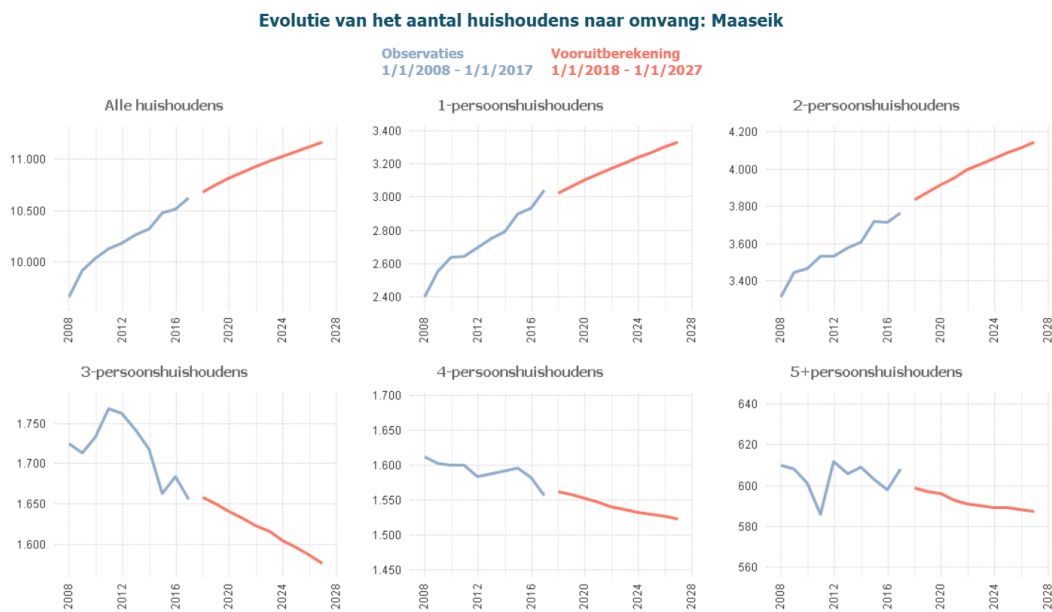 Evolutie van het aantal huishoudens naar omvang: Maaseik
Observaties Vooruitberekening
1/1/2008 - 1/1/2017 1/1/2018 - 1/1/2027
Alle huishoudens
11.000
10.500
10.000
2008 2012 2016 2020 2024 2028
1-persoonshuishoudens
3.400
3.200
3.000
2.800
2.600
2.400
2008 2012 2016 2020 2024 2028
2-persoonshuishoudens
4.200
4.000
3.800
3.600
3.400
2008 2012 2016 2020 2024 2028
3-persoonshuishoudens
1.750
1.700
1.650
1.600
2008 2012 2016 2020 2024 2028
4-persoonshuishoudens
1.700
1.650
1.600
1.550
1.500
1.450
2008 2012 2016 2020 2024 2028
5+persoonshuishoudens
640
620
600
580
560
2008 2012 2016 2020 2024 2028